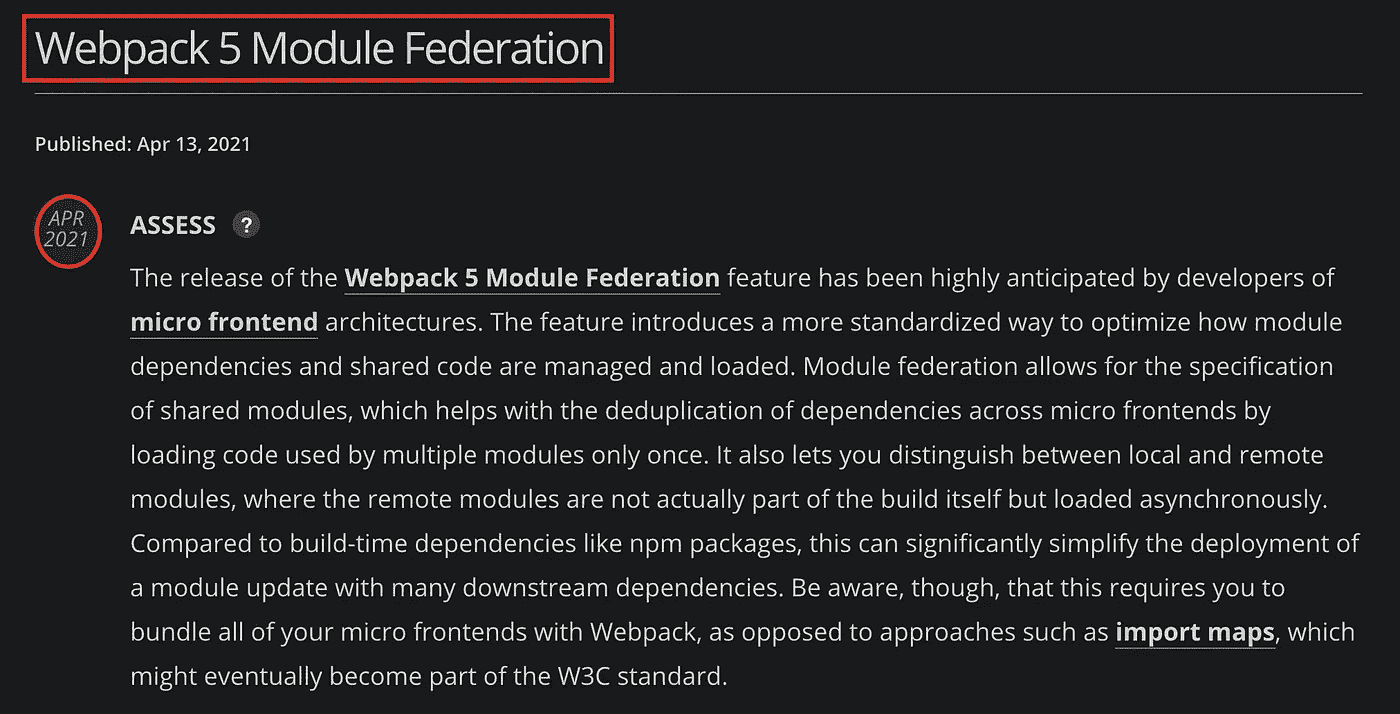 Webpack 5 Module Federation
Published: Apr 13, 2021
APR
2021
ASSESS ?
The release of the Webpack 5 Module Federation feature has been highly anticipated by developers of
micro frontend architectures. The feature introduces a more standardized way to optimize how module
dependencies and shared code are managed and loaded. Module federation allows for the specification
of shared modules, which helps with the deduplication of dependencies across micro frontends by
loading code used by multiple modules only once. It also lets you distinguish between local and remote
modules, where the remote modules are not actually part of the build itself but loaded asynchronously.
Compared to build-time dependencies like npm packages, this can significantly simplify the deployment of
a module update with many downstream dependencies. Be aware, though, that this requires you to
bundle all of your micro frontends with Webpack, as opposed to approaches such as import maps, which
might eventually become part of the W3C standard.